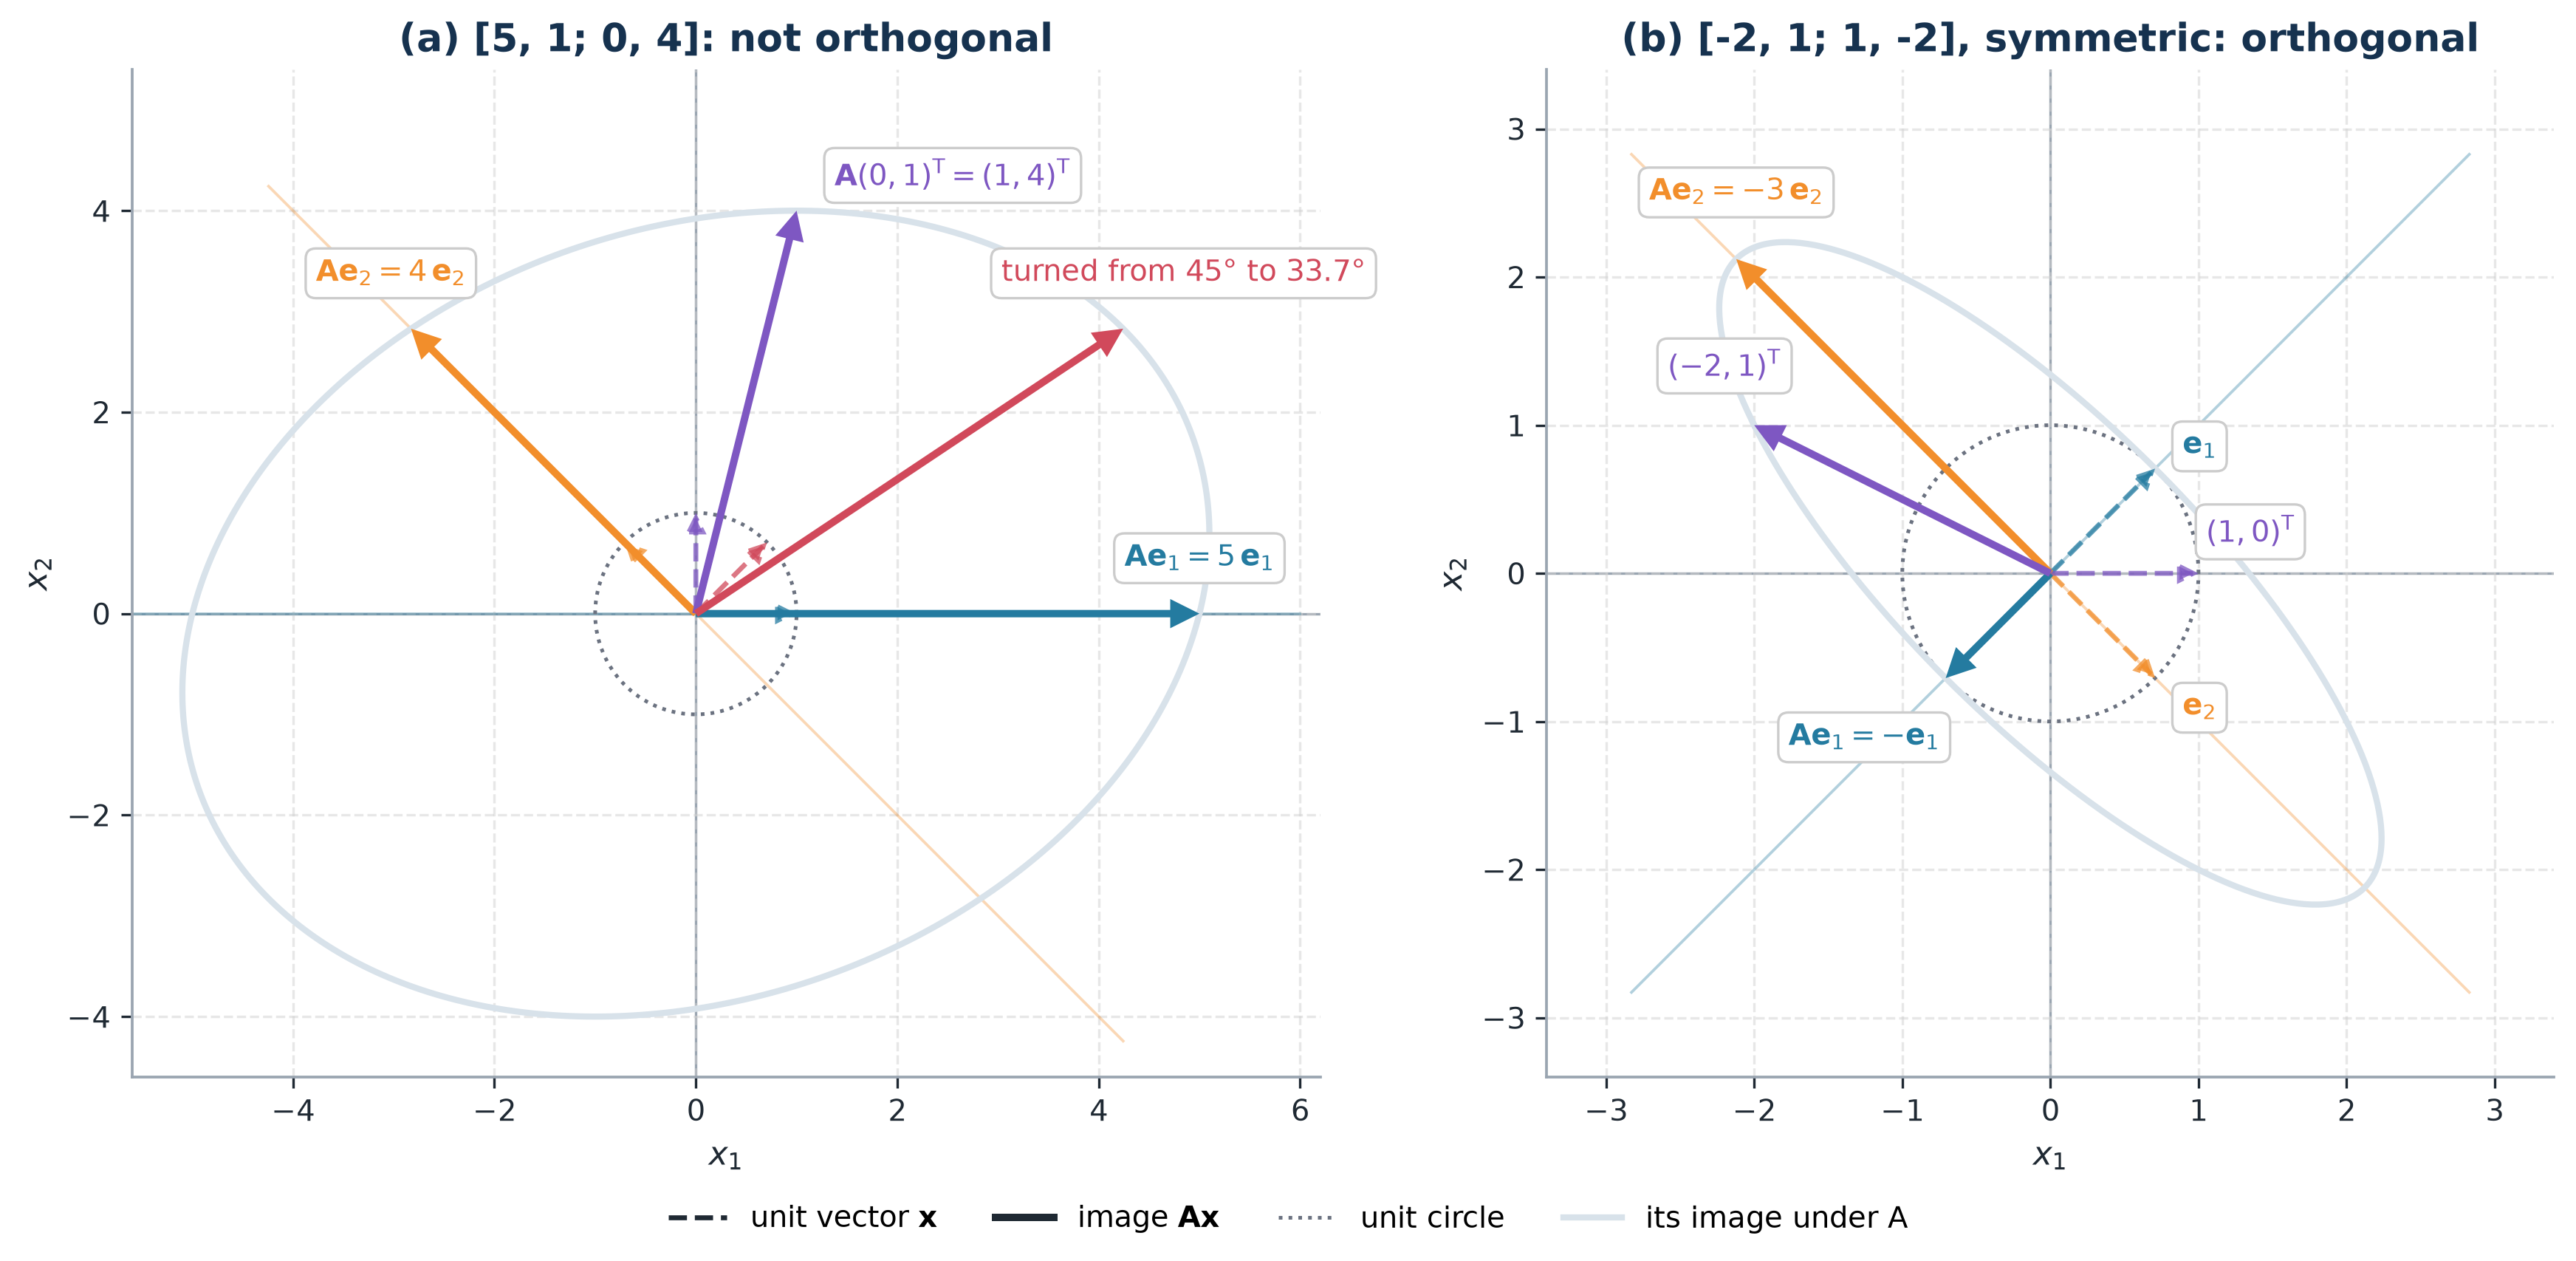 (a) [5, 1; 0, 4]: not orthogonal
A(0, 1)ᵀ = (1, 4)ᵀ
Ae₂ = 4 e₂
turned from 45° to 33.7°
Ae₁ = 5 e₁
4
2
0
−2
−4
x₂
−4 −2 0 2 4 6
x₁
(b) [-2, 1; 1, -2], symmetric: orthogonal
Ae₂ = −3 e₂
(−2, 1)ᵀ
e₁
(1, 0)ᵀ
e₂
Ae₁ = −e₁
3
2
1
0
−1
−2
−3
x₂
−3 −2 −1 0 1 2 3
x₁
unit vector x image Ax unit circle its image under A